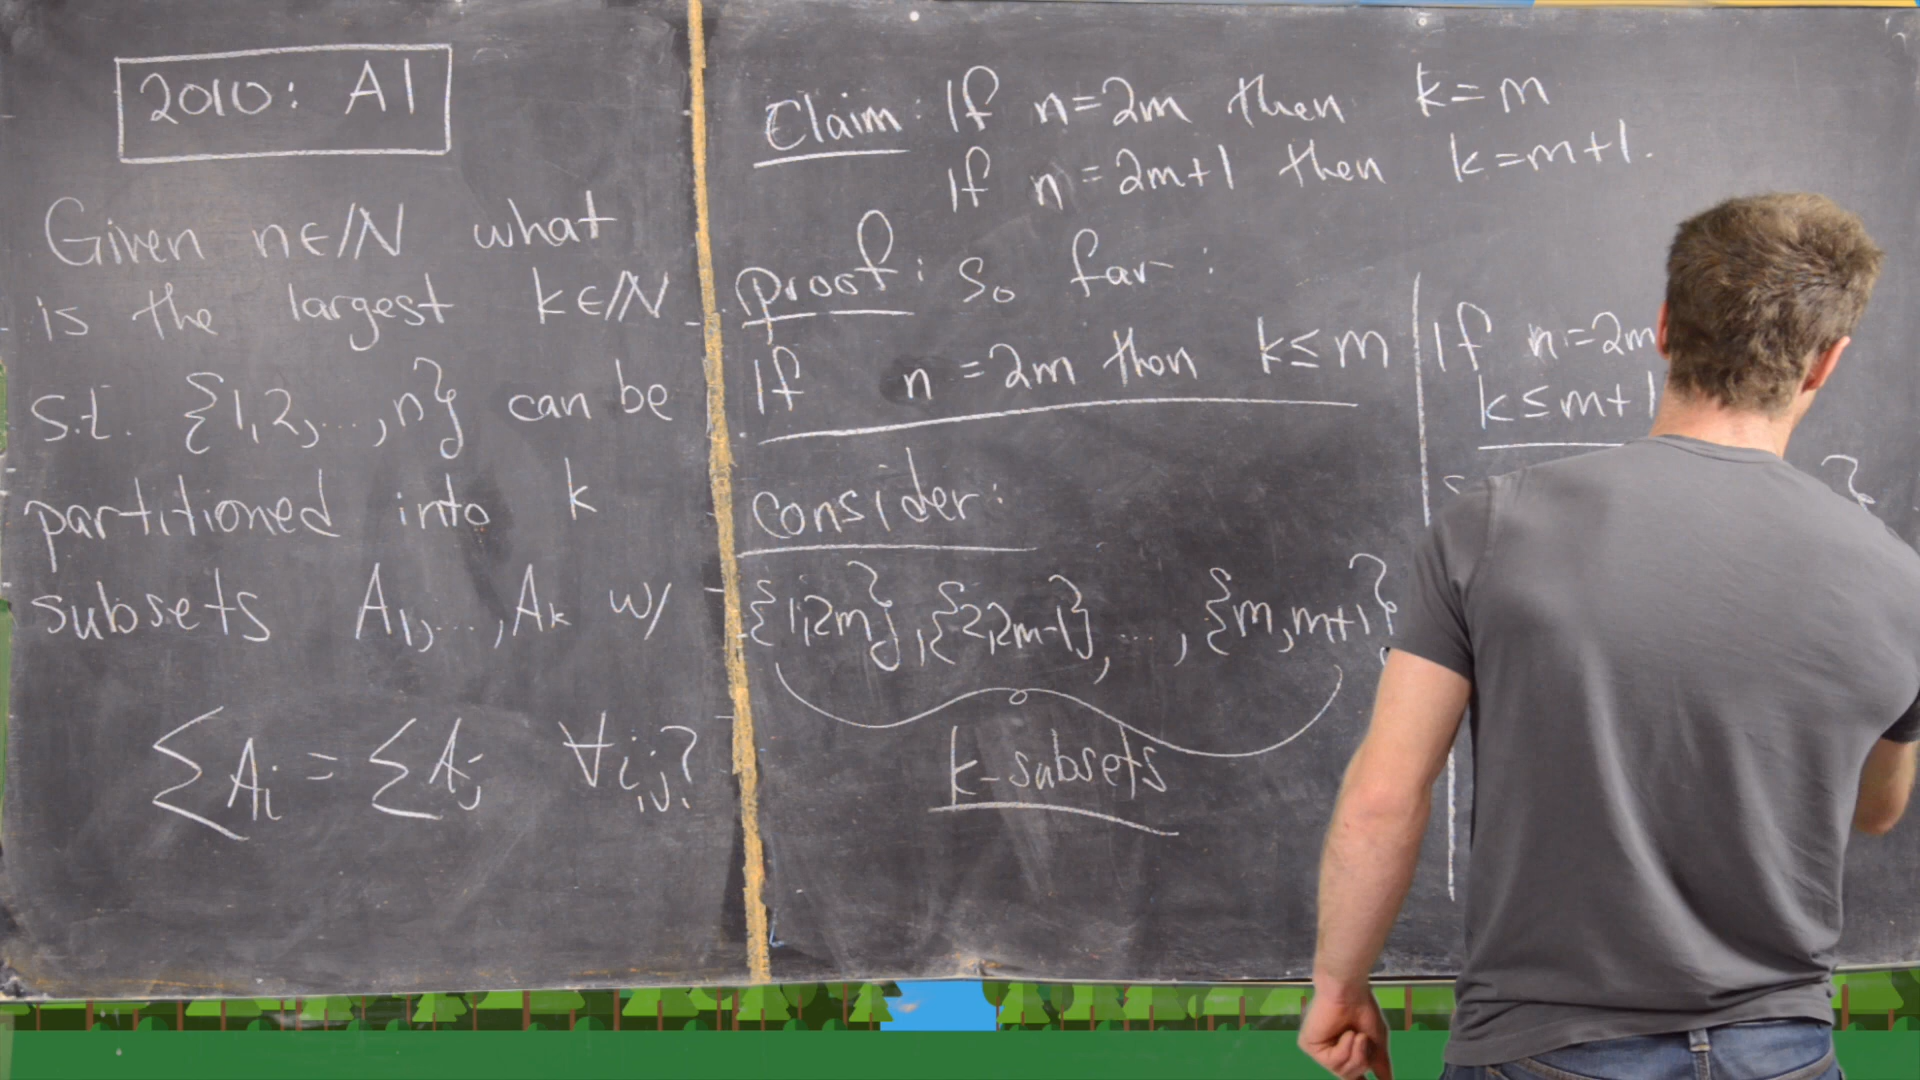 2010: A1
Given n∈ℕ what
is the largest k∈ℕ
s.t. {1,2,...,n} can be
partitioned into k
subsets A₁,...,Aₖ w/
∑Aᵢ = ∑Aⱼ ∀i,j?
Claim: If n=2m then k=m
If n=2m+1 then k=m+1.
proof: So far:
If n=2m then k≤m
consider:
{1,2m},{2,2m-1}, ..., {m,m+1}
k-subsets
If n=2m
k≤m+1